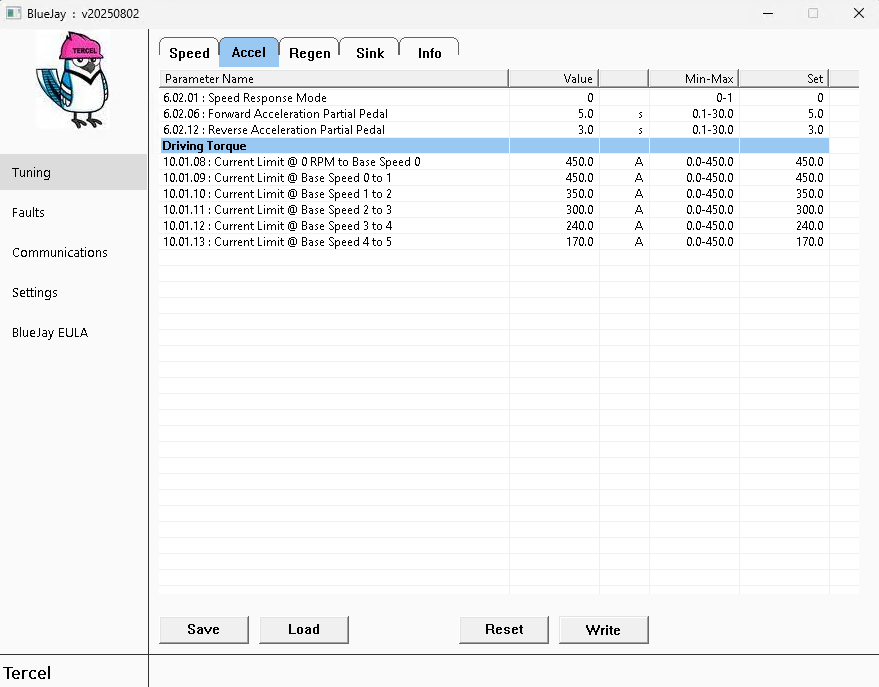 BlueJay : v20250802
TERCEL
Tuning
Faults
Communications
Settings
BlueJay EULA
Speed Accel Regen Sink Info
Parameter Name Value Min-Max Set
6.02.01 : Speed Response Mode 0 0-1 0
6.02.06 : Forward Acceleration Partial Pedal 5.0 s 0.1-30.0 5.0
6.02.12 : Reverse Acceleration Partial Pedal 3.0 s 0.1-30.0 3.0
Driving Torque
10.01.08 : Current Limit @ 0 RPM to Base Speed 0 450.0 A 0.0-450.0 450.0
10.01.09 : Current Limit @ Base Speed 0 to 1 450.0 A 0.0-450.0 450.0
10.01.10 : Current Limit @ Base Speed 1 to 2 350.0 A 0.0-450.0 350.0
10.01.11 : Current Limit @ Base Speed 2 to 3 300.0 A 0.0-450.0 300.0
10.01.12 : Current Limit @ Base Speed 3 to 4 240.0 A 0.0-450.0 240.0
10.01.13 : Current Limit @ Base Speed 4 to 5 170.0 A 0.0-450.0 170.0
Save Load Reset Write
Tercel